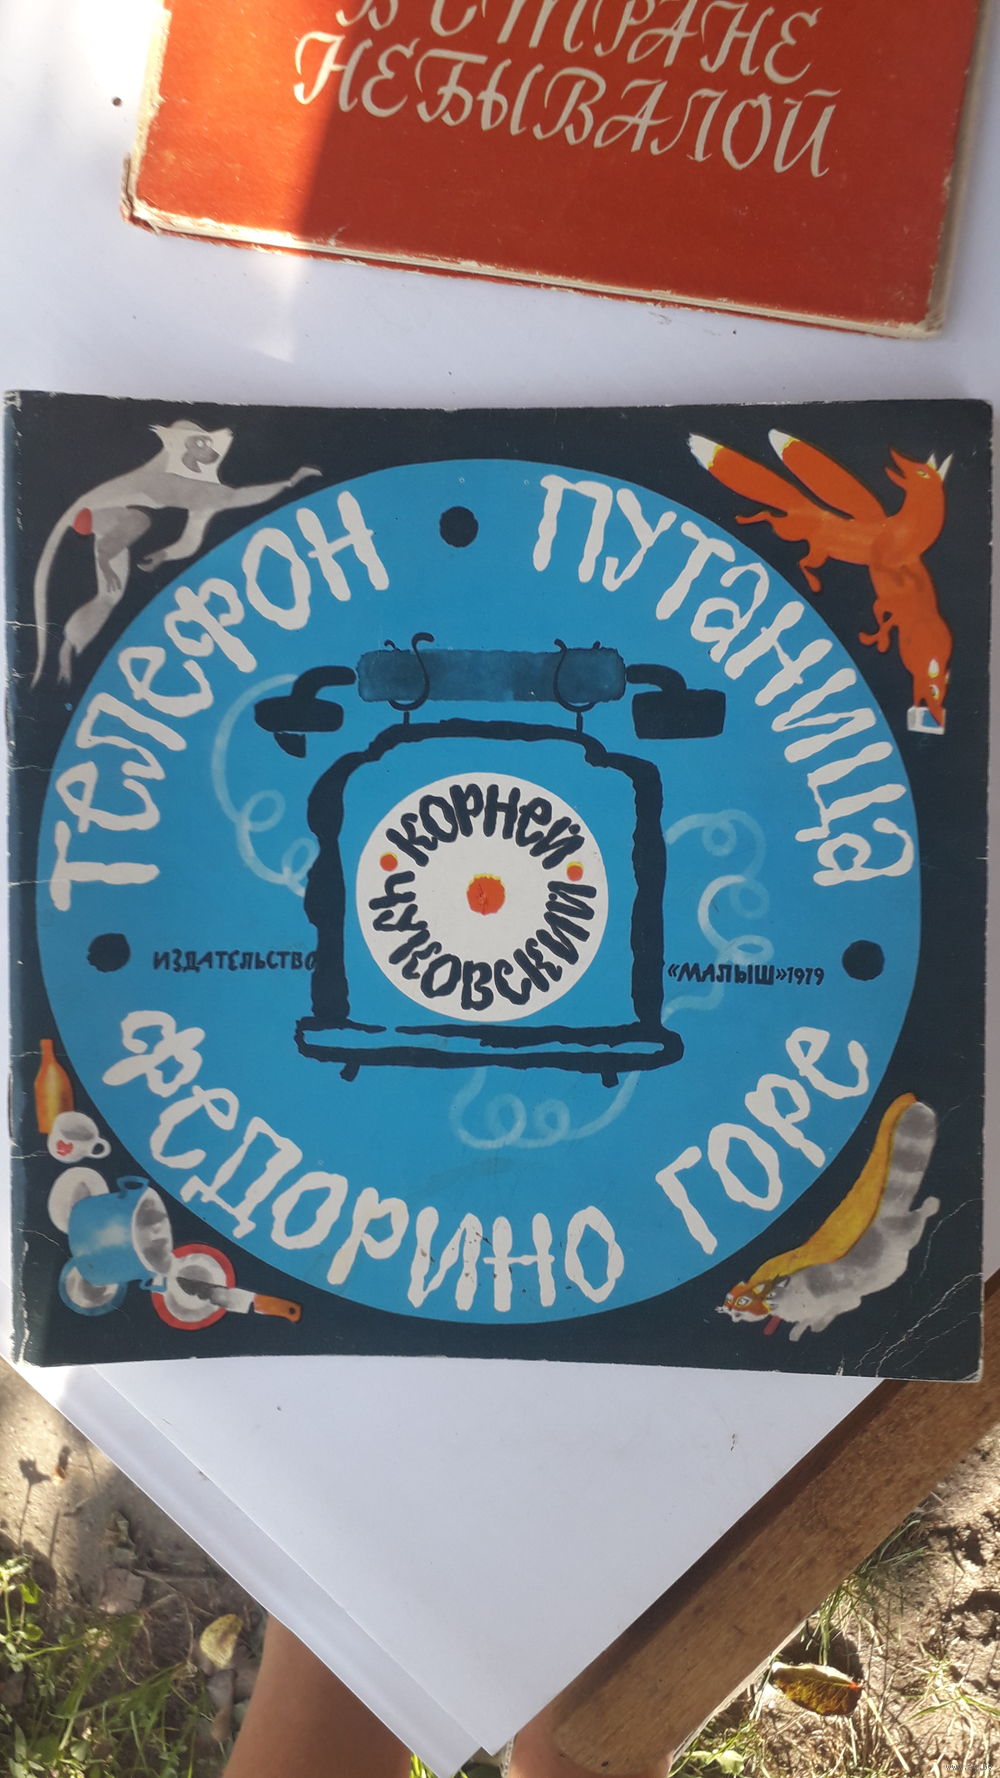 В СТРАНЕ
НЕБЫВАЛОЙ
ТЕЛЕФОН
ПУТАНИЦА
КОРНЕЙ
ЧУКОВСКИЙ
ИЗДАТЕЛЬСТВО
«МАЛЫШ» 1979
ФЕДОРИНО ГОРЕ